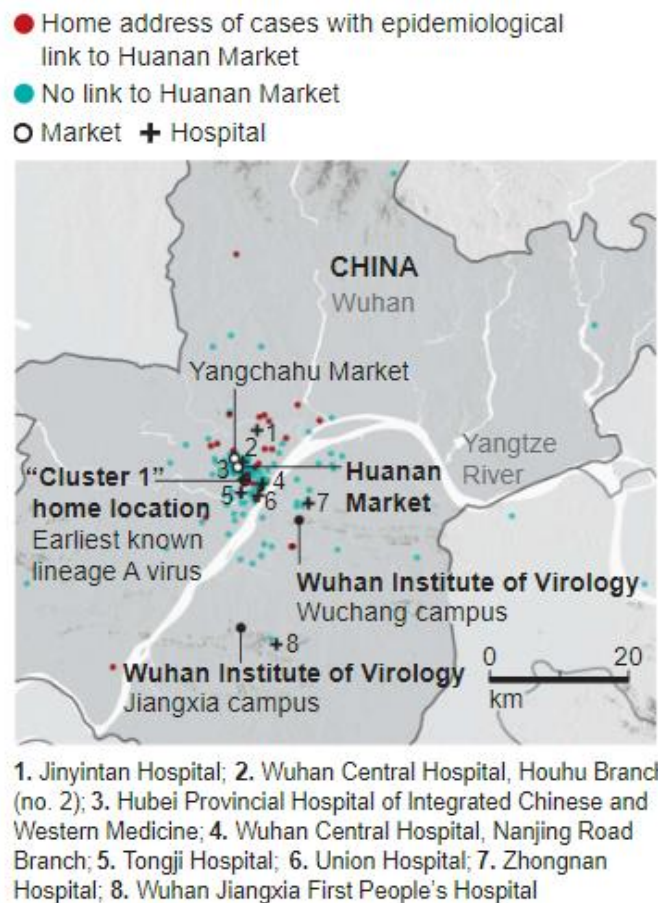 Home address of cases with epidemiological
link to Huanan Market
No link to Huanan Market
Market + Hospital
CHINA
Wuhan
Yangchahu Market
1
2
3
"Cluster 1"
home location
Earliest known
lineage A virus
4
5
6
Huanan
Market
Yangtze
River
7
Wuhan Institute of Virology
Wuchang campus
8
Wuhan Institute of Virology
Jiangxia campus
0 20
km
1. Jinyintan Hospital; 2. Wuhan Central Hospital, Houhu Branch
(no. 2); 3. Hubei Provincial Hospital of Integrated Chinese and
Western Medicine; 4. Wuhan Central Hospital, Nanjing Road
Branch; 5. Tongji Hospital; 6. Union Hospital; 7. Zhongnan
Hospital; 8. Wuhan Jiangxia First People's Hospital